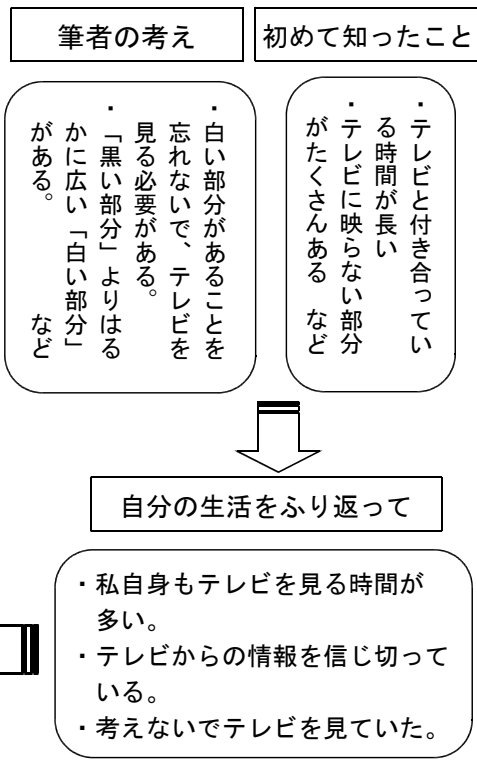 初めて知ったこと
・テレビと付き合ってい
る時間が長い
・テレビに映らない部分
がたくさんある など
筆者の考え
・白い部分があることを
忘れないで、テレビを
見る必要がある。
・「黒い部分」よりはる
かに広い「白い部分」
がある。 など
自分の生活をふり返って
・私自身もテレビを見る時間が
多い。
・テレビからの情報を信じ切って
いる。
・考えないでテレビを見ていた。